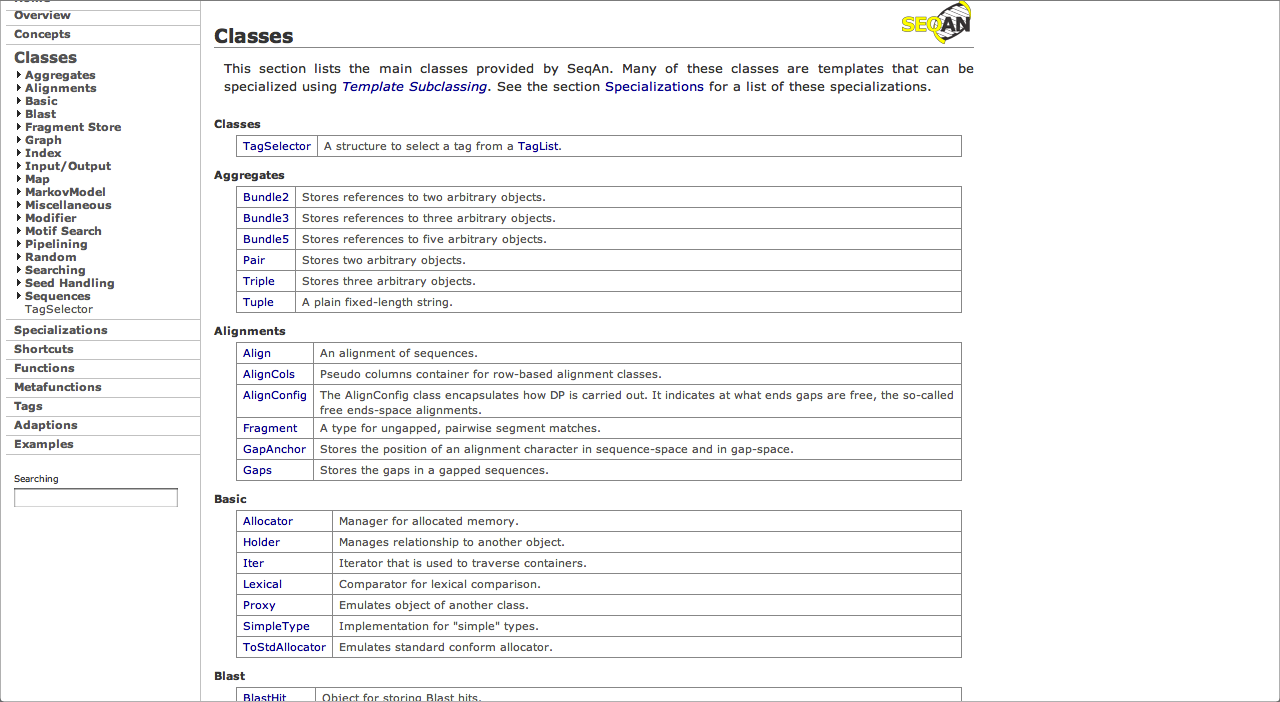 Overview
Concepts
Classes
Aggregates
Alignments
Basic
Blast
Fragment Store
Graph
Index
Input/Output
Map
MarkovModel
Miscellaneous
Modifier
Motif Search
Pipelining
Random
Searching
Seed Handling
Sequences
TagSelector
Specializations
Shortcuts
Functions
Metafunctions
Tags
Adaptions
Examples
Searching
Classes
SEQAN
This section lists the main classes provided by SeqAn. Many of these classes are templates that can be
specialized using Template Subclassing. See the section Specializations for a list of these specializations.
Classes
TagSelector A structure to select a tag from a TagList.
Aggregates
Bundle2 Stores references to two arbitrary objects.
Bundle3 Stores references to three arbitrary objects.
Bundle5 Stores references to five arbitrary objects.
Pair Stores two arbitrary objects.
Triple Stores three arbitrary objects.
Tuple A plain fixed-length string.
Alignments
Align An alignment of sequences.
AlignCols Pseudo columns container for row-based alignment classes.
AlignConfig The AlignConfig class encapsulates how DP is carried out. It indicates at what ends gaps are free, the so-called
free ends-space alignments.
Fragment A type for ungapped, pairwise segment matches.
GapAnchor Stores the position of an alignment character in sequence-space and in gap-space.
Gaps Stores the gaps in a gapped sequences.
Basic
Allocator Manager for allocated memory.
Holder Manages relationship to another object.
Iter Iterator that is used to traverse containers.
Lexical Comparator for lexical comparison.
Proxy Emulates object of another class.
SimpleType Implementation for "simple" types.
ToStdAllocator Emulates standard conform allocator.
Blast
BlastHit Object for storing Blast hits.